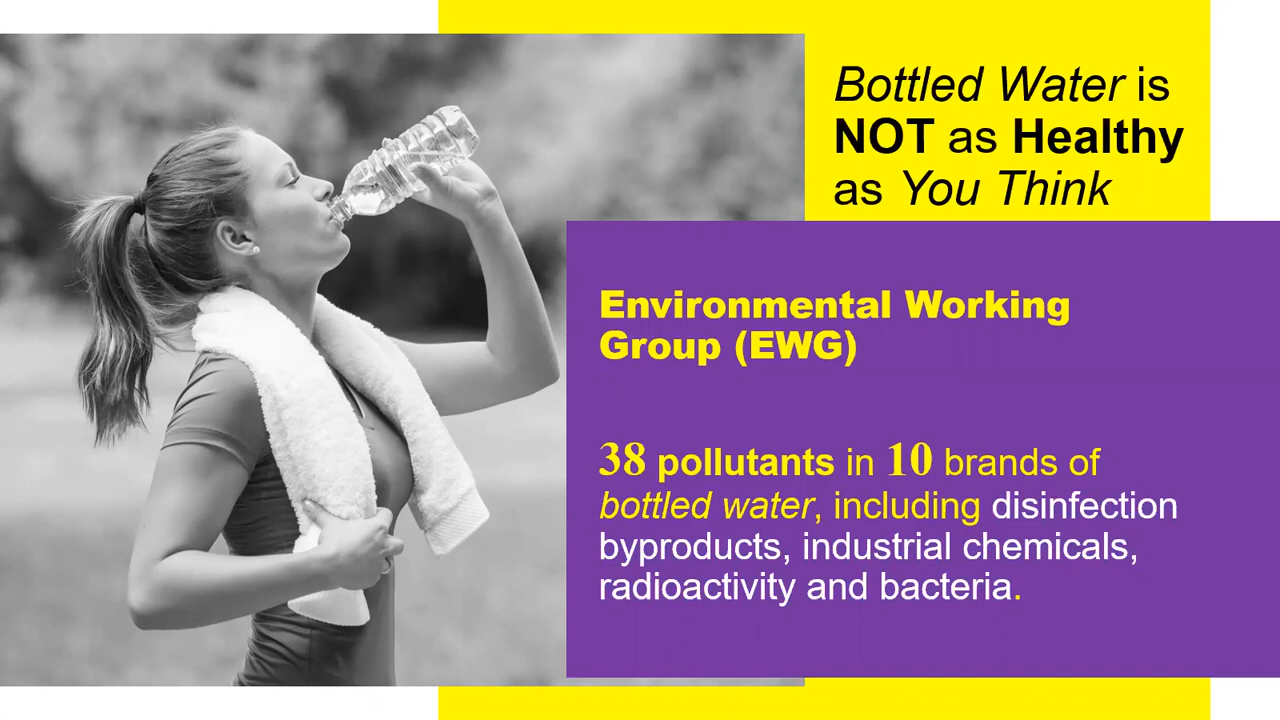 Bottled Water is
NOT as Healthy
as You Think
Environmental Working
Group (EWG)
38 pollutants in 10 brands of
bottled water, including disinfection
byproducts, industrial chemicals,
radioactivity and bacteria.